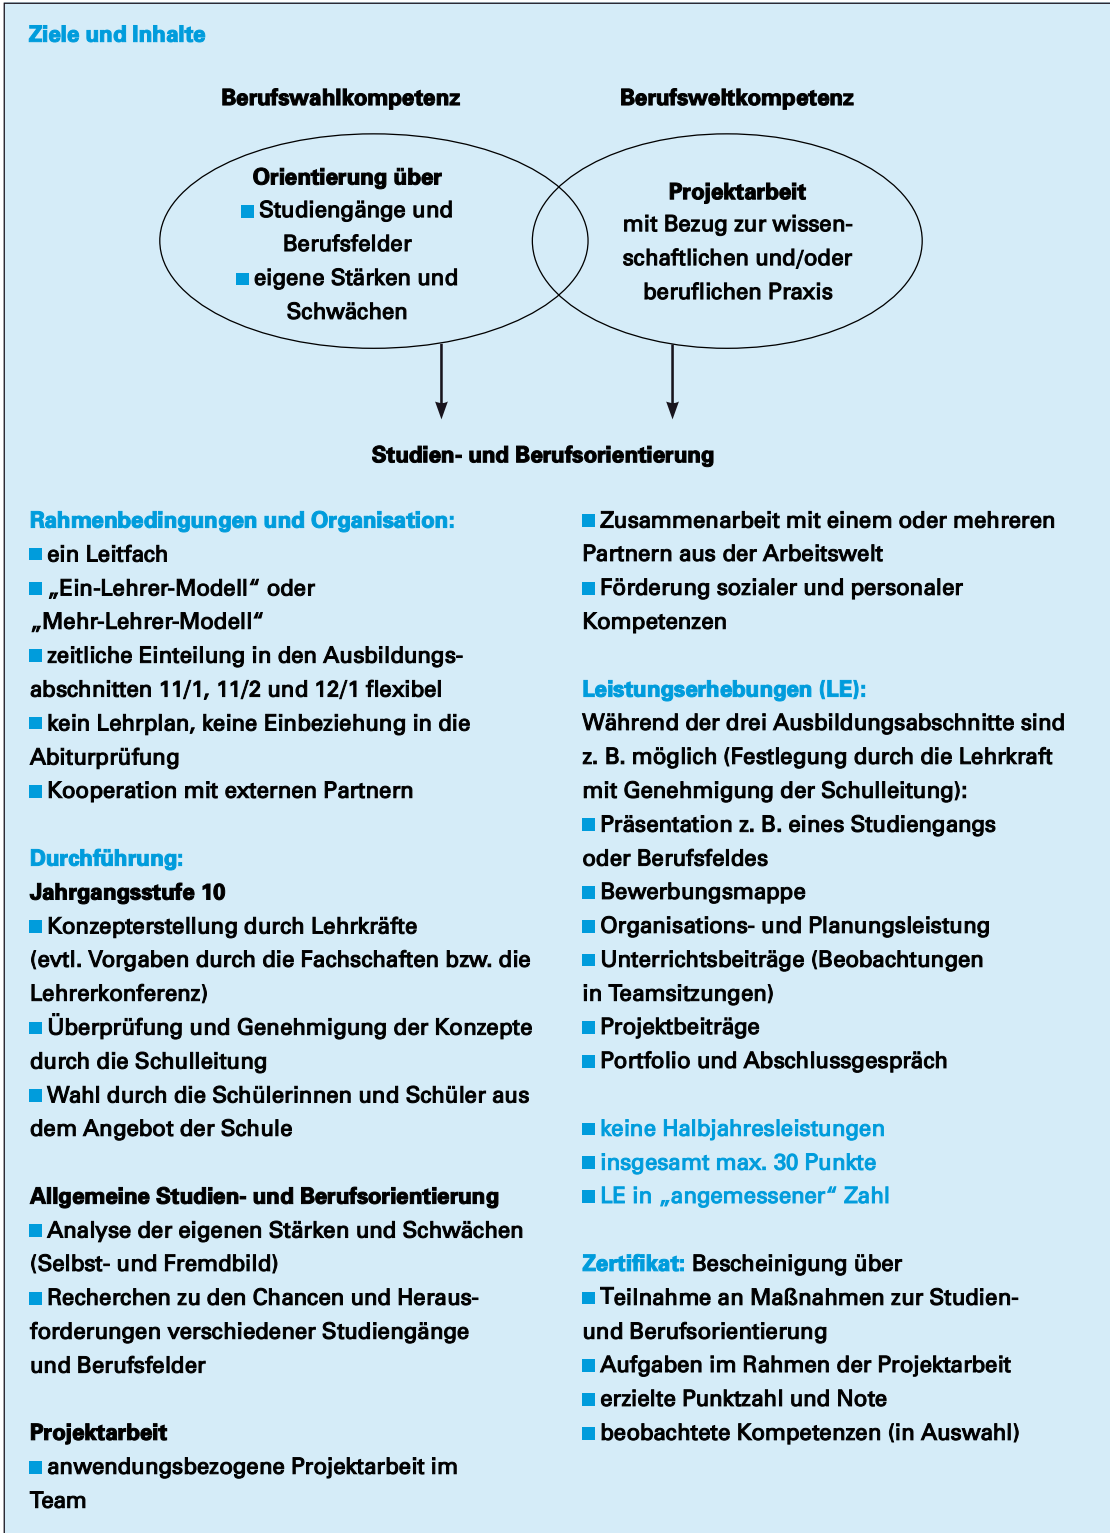 Ziele und Inhalte
Berufswahlkompetenz
Berufsweltkompetenz
Orientierung über
■ Studiengänge und
Berufsfelder
■ eigene Stärken und
Schwächen
Projektarbeit
mit Bezug zur wissen-
schaftlichen und/oder
beruflichen Praxis
Studien- und Berufsorientierung
Rahmenbedingungen und Organisation:
■ ein Leitfach
■ „Ein-Lehrer-Modell“ oder
„Mehr-Lehrer-Modell“
■ zeitliche Einteilung in den Ausbildungs-
abschnitten 11/1, 11/2 und 12/1 flexibel
■ kein Lehrplan, keine Einbeziehung in die
Abiturprüfung
■ Kooperation mit externen Partnern
Durchführung:
Jahrgangsstufe 10
■ Konzepterstellung durch Lehrkräfte
(evtl. Vorgaben durch die Fachschaften bzw. die
Lehrerkonferenz)
■ Überprüfung und Genehmigung der Konzepte
durch die Schulleitung
■ Wahl durch die Schülerinnen und Schüler aus
dem Angebot der Schule
Allgemeine Studien- und Berufsorientierung
■ Analyse der eigenen Stärken und Schwächen
(Selbst- und Fremdbild)
■ Recherchen zu den Chancen und Heraus-
forderungen verschiedener Studiengänge
und Berufsfelder
Projektarbeit
■ anwendungsbezogene Projektarbeit im
Team
■ Zusammenarbeit mit einem oder mehreren
Partnern aus der Arbeitswelt
■ Förderung sozialer und personaler
Kompetenzen
Leistungserhebungen (LE):
Während der drei Ausbildungsabschnitte sind
z. B. möglich (Festlegung durch die Lehrkraft
mit Genehmigung der Schulleitung):
■ Präsentation z. B. eines Studiengangs
oder Berufsfeldes
■ Bewerbungsmappe
■ Organisations- und Planungsleistung
■ Unterrichtsbeiträge (Beobachtungen
in Teamsitzungen)
■ Projektbeiträge
■ Portfolio und Abschlussgespräch
■ keine Halbjahresleistungen
■ insgesamt max. 30 Punkte
■ LE in „angemessener“ Zahl
Zertifikat: Bescheinigung über
■ Teilnahme an Maßnahmen zur Studien-
und Berufsorientierung
■ Aufgaben im Rahmen der Projektarbeit
■ erzielte Punktzahl und Note
■ beobachtete Kompetenzen (in Auswahl)